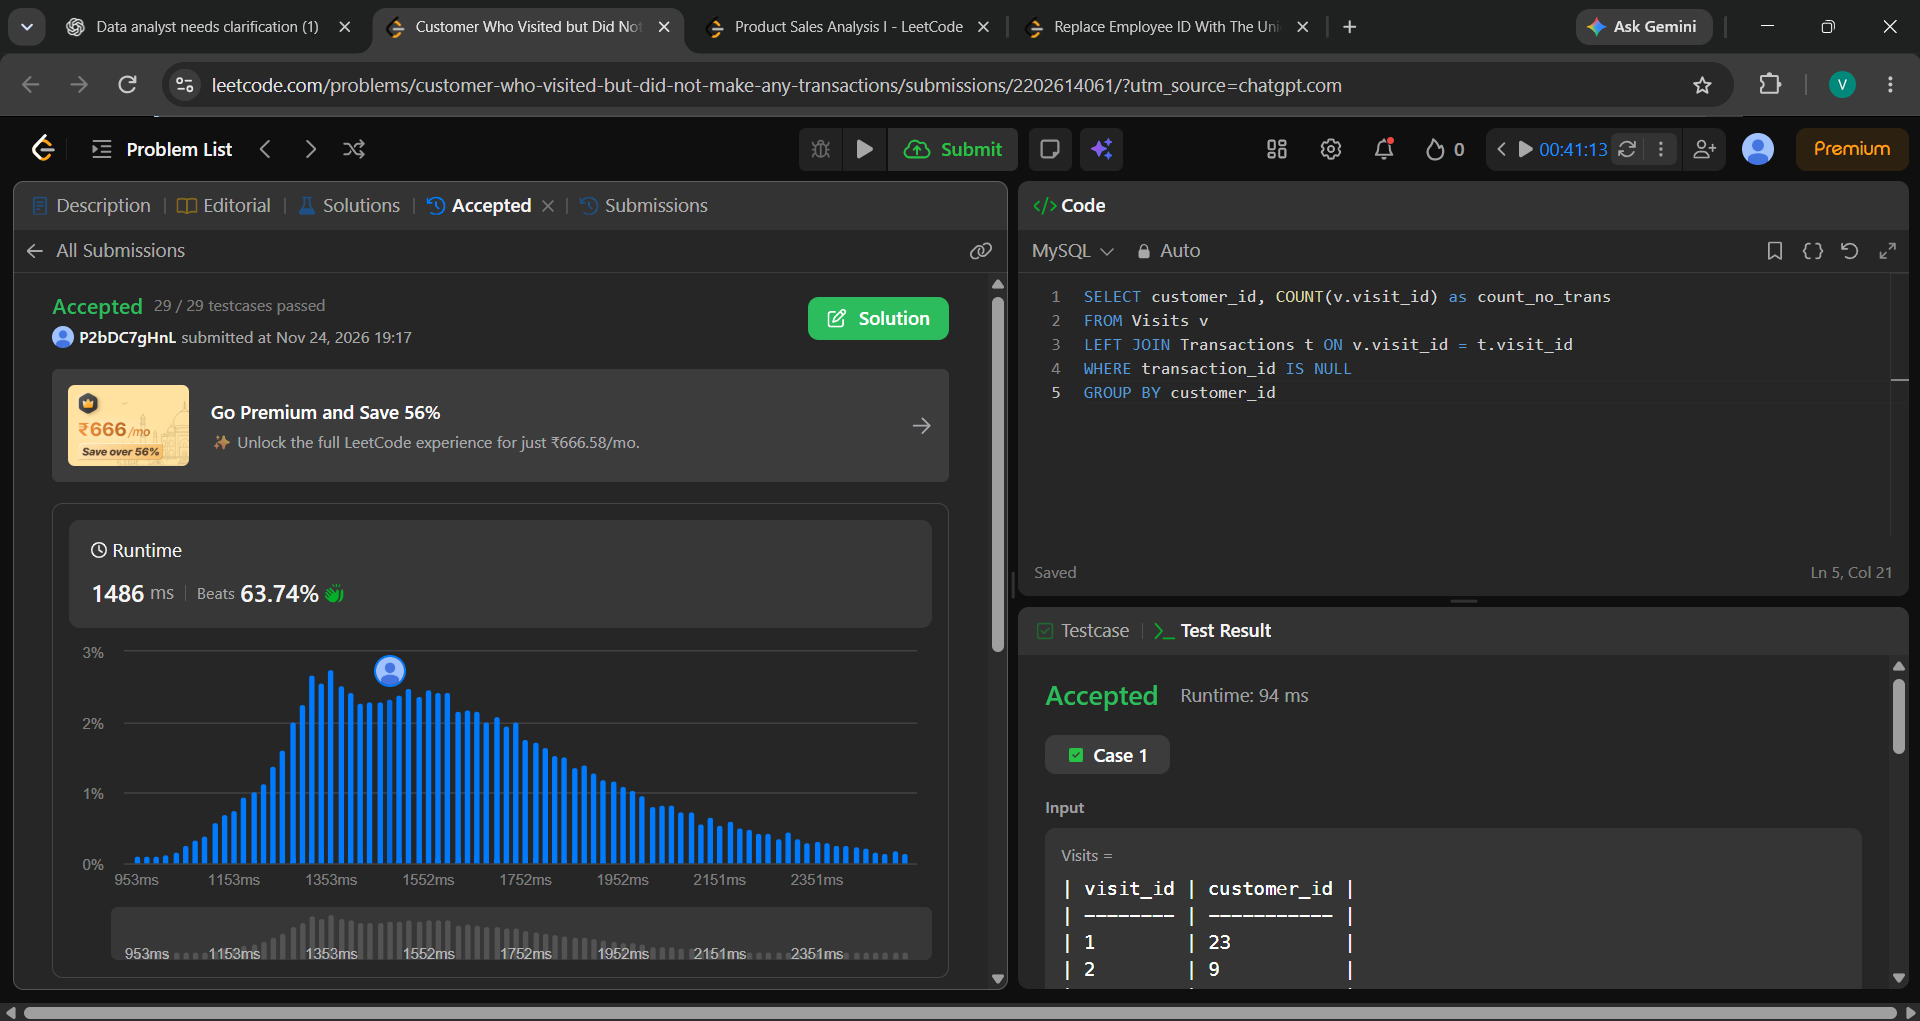 Data analyst needs clarification (1)
Customer Who Visited but Did Not
Product Sales Analysis I - LeetCode
Replace Employee ID With The Uni
Ask Gemini
leetcode.com/problems/customer-who-visited-but-did-not-make-any-transactions/submissions/2202614061/?utm_source=chatgpt.com
V
Problem List
Submit
0
00:41:13
Premium
Description
Editorial
Solutions
Accepted
Submissions
All Submissions
Accepted 29 / 29 testcases passed
P2bDC7gHnL submitted at Nov 24, 2026 19:17
Solution
₹666/mo
Save over 56%
Go Premium and Save 56%
Unlock the full LeetCode experience for just ₹666.58/mo.
Runtime
1486 ms Beats 63.74%
3%
2%
1%
0%
953ms 1153ms 1353ms 1552ms 1752ms 1952ms 2151ms 2351ms
953ms 1153ms 1353ms 1552ms 1752ms 1952ms 2151ms 2351ms
</> Code
MySQL Auto
1 SELECT customer_id, COUNT(v.visit_id) as count_no_trans
2 FROM Visits v
3 LEFT JOIN Transactions t ON v.visit_id = t.visit_id
4 WHERE transaction_id IS NULL
5 GROUP BY customer_id
Saved
Ln 5, Col 21
Testcase
Test Result
Accepted Runtime: 94 ms
Case 1
Input
Visits =
| visit_id | customer_id |
| -------- | ----------- |
| 1 | 23 |
| 2 | 9 |